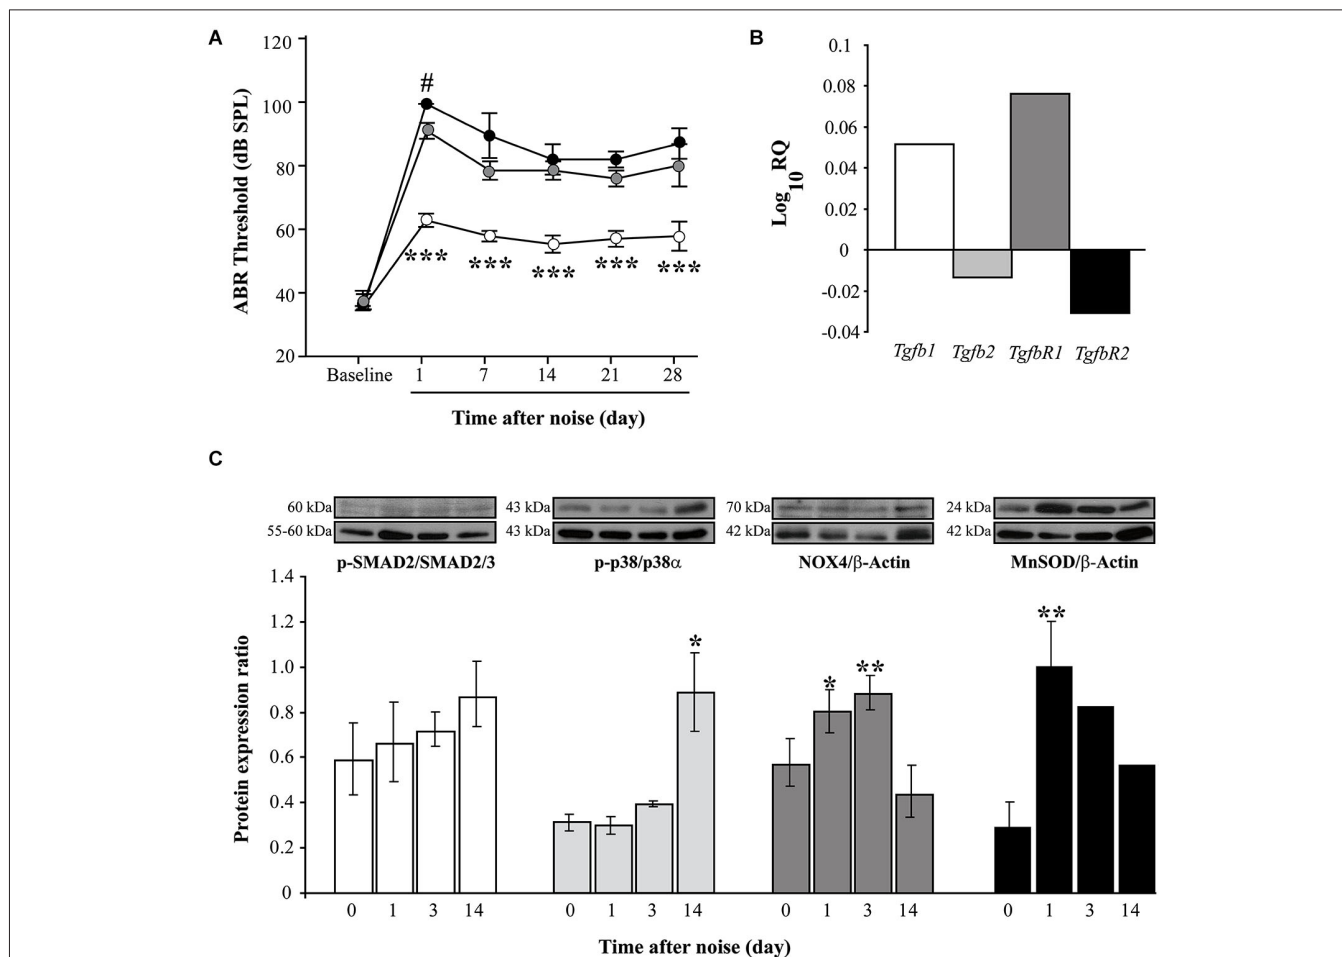 A
120
100
80
60
40
20
ABR Threshold (dB SPL)
#
***
***
***
***
***
Baseline
1
7
14
21
28
Time after noise (day)
B
0.1
0.08
0.06
0.04
0.02
0
-0.02
-0.04
Log10RQ
Tgfb1
Tgfb2
TgfbR1
TgfbR2
C
60 kDa
55-60 kDa
p-SMAD2/SMAD2/3
43 kDa
43 kDa
p-p38/p38α
70 kDa
42 kDa
NOX4/β-Actin
24 kDa
42 kDa
MnSOD/β-Actin
1.4
1.2
1.0
0.8
0.6
0.4
0.2
0
Protein expression ratio
*
*
**
**
0 1 3 14
0 1 3 14
0 1 3 14
0 1 3 14
Time after noise (day)